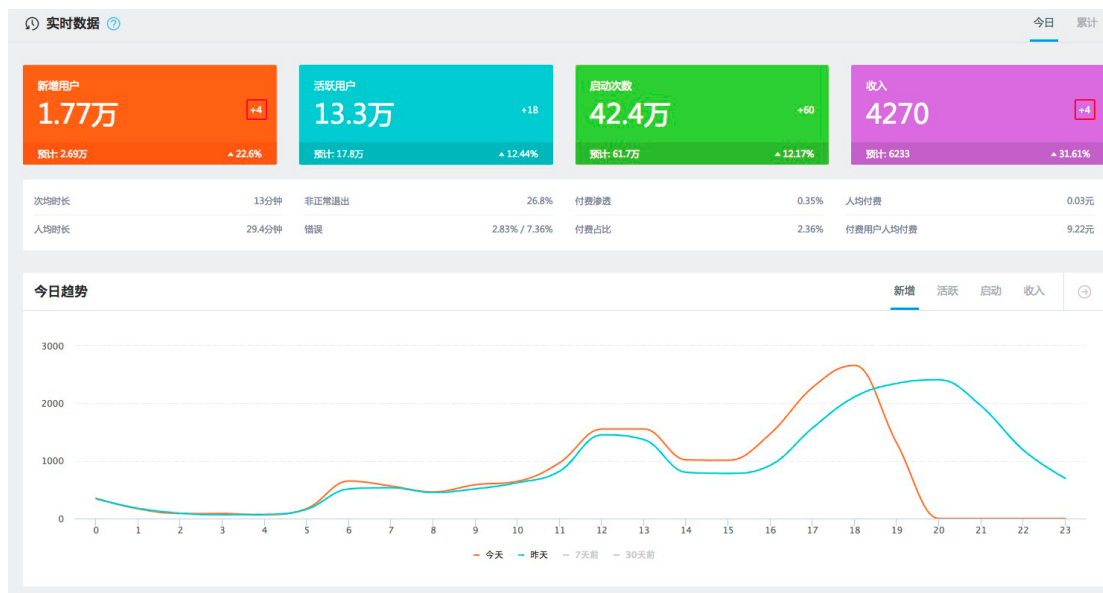 实时数据 ?
今日 累计
新增用户
1.77万 +4
预计: 2.69万 ▲ 22.6%
活跃用户
13.3万 +18
预计: 17.8万 ▲ 12.44%
启动次数
42.4万 +60
预计: 61.7万 ▲ 12.17%
收入
4270 +4
预计: 6233 ▲ 31.61%
次均时长 13分钟 非正常退出 26.8% 付费渗透 0.35% 人均付费 0.03元
人均时长 29.4分钟 错误 2.83% / 7.36% 付费占比 2.36% 付费用户人均付费 9.22元
今日趋势 新增 活跃 启动 收入
3000
2000
1000
0
0 1 2 3 4 5 6 7 8 9 10 11 12 13 14 15 16 17 18 19 20 21 22 23
今天 昨天 7天前 30天前